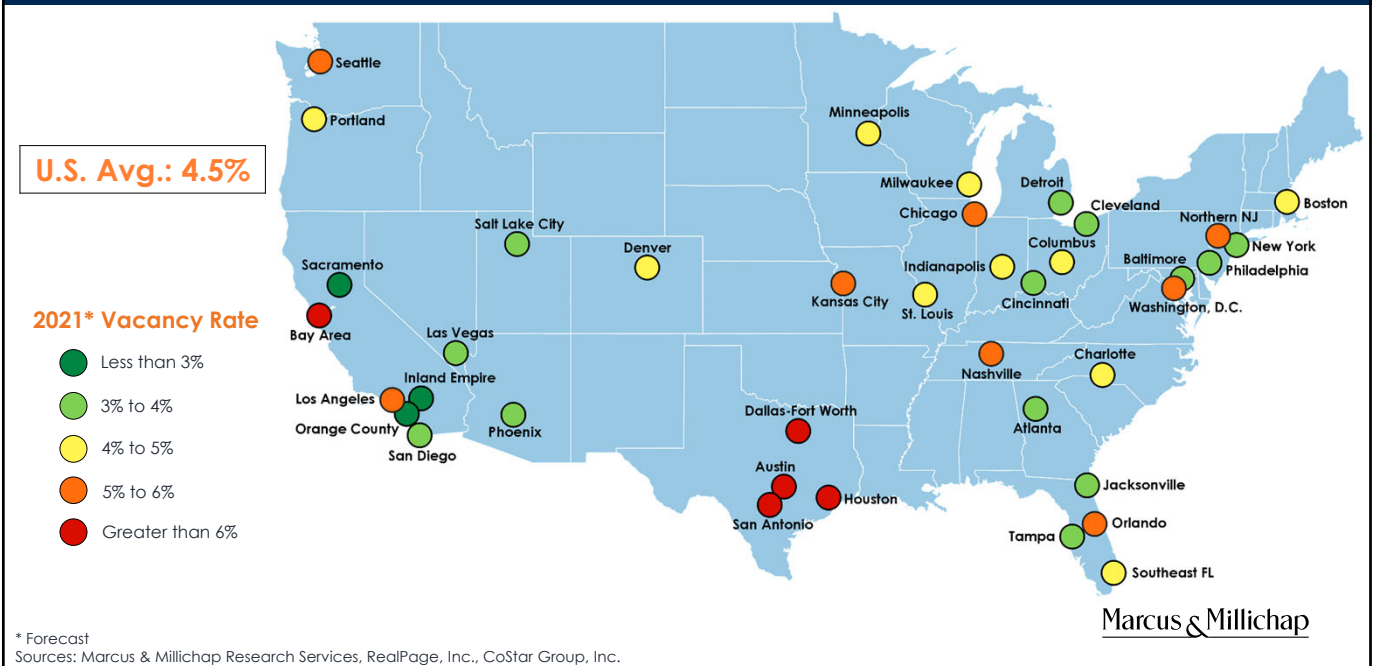 Seattle
Portland
Minneapolis
U.S. Avg.: 4.5%
Milwaukee
Detroit
Cleveland
Boston
Chicago
Northern NJ
Salt Lake City
New York
Denver
Columbus
Baltimore
Sacramento
Indianapolis
Philadelphia
Kansas City
Cincinnati
Washington, D.C.
St. Louis
2021* Vacancy Rate
Bay Area
Las Vegas
Less than 3%
Nashville
Charlotte
Inland Empire
Los Angeles
3% to 4%
Dallas-Fort Worth
Orange County
Phoenix
Atlanta
4% to 5%
San Diego
Austin
5% to 6%
Houston
Jacksonville
San Antonio
Greater than 6%
Orlando
Tampa
Southeast FL
Marcus & Millichap
* Forecast
Sources: Marcus & Millichap Research Services, RealPage, Inc., CoStar Group, Inc.